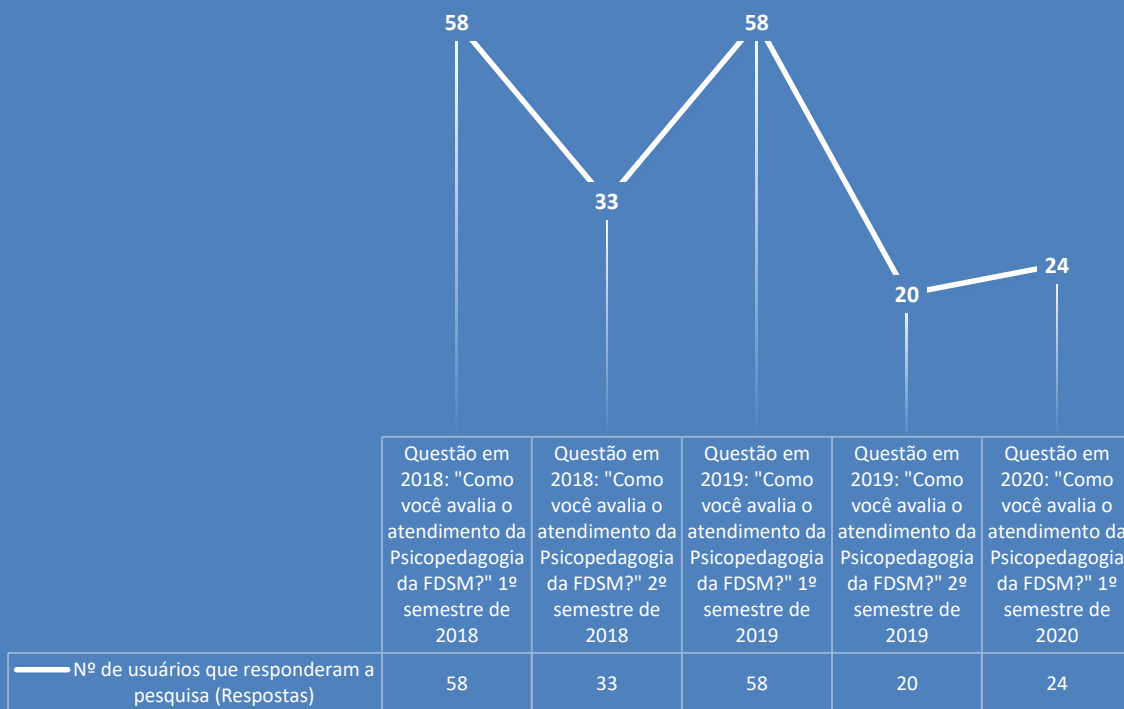 58
58
33
20
24
Questão em
2018: "Como
você avalia o
atendimento da
Psicopedagogia
da FDSM?" 1º
semestre de
2018
Questão em
2018: "Como
você avalia o
atendimento da
Psicopedagogia
da FDSM?" 2º
semestre de
2018
Questão em
2019: "Como
você avalia o
atendimento da
Psicopedagogia
da FDSM?" 1º
semestre de
2019
Questão em
2019: "Como
você avalia o
atendimento da
Psicopedagogia
da FDSM?" 2º
semestre de
2019
Questão em
2020: "Como
você avalia o
atendimento da
Psicopedagogia
da FDSM?" 1º
semestre de
2020
Nº de usuários que responderam a
pesquisa (Respostas)
58
33
58
20
24